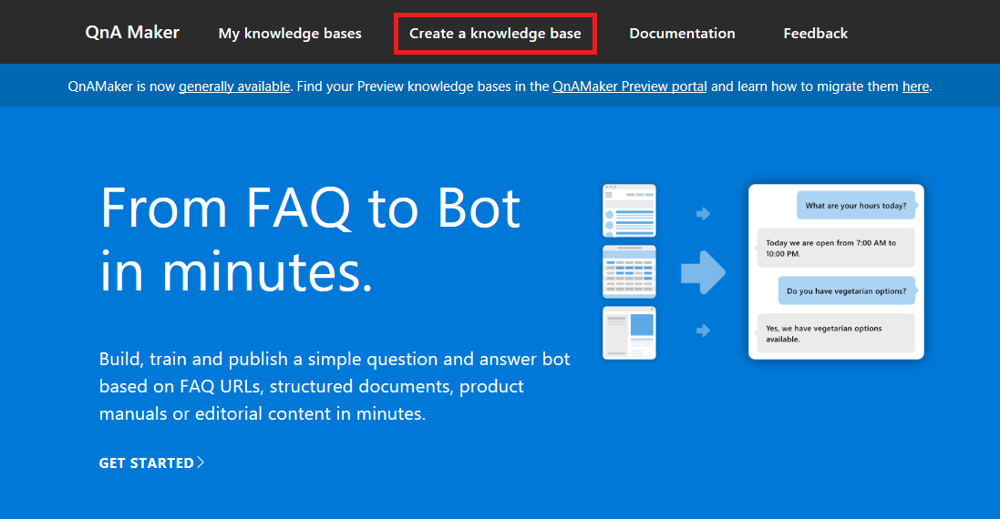 QnA Maker My knowledge bases Create a knowledge base Documentation Feedback
QnAMaker is now generally available. Find your Preview knowledge bases in the QnAMaker Preview portal and learn how to migrate them here.
From FAQ to Bot
in minutes.
Build, train and publish a simple question and answer bot
based on FAQ URLs, structured documents, product
manuals or editorial content in minutes.
GET STARTED
What are your hours today?
Today we are open from 7:00 AM to
10:00 PM.
Do you have vegetarian options?
Yes, we have vegetarian options
available.